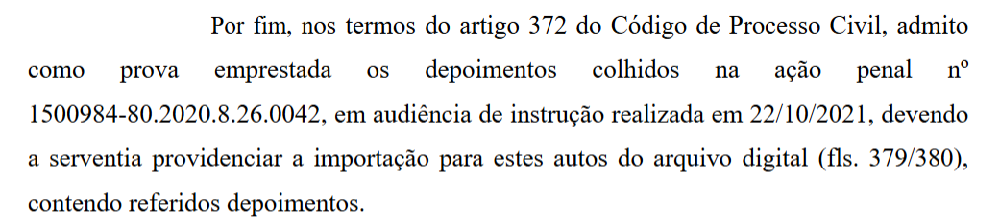 Por fim, nos termos do artigo 372 do Código de Processo Civil, admito
como prova emprestada os depoimentos colhidos na ação penal nº
1500984-80.2020.8.26.0042, em audiência de instrução realizada em 22/10/2021, devendo
a serventia providenciar a importação para estes autos do arquivo digital (fls. 379/380),
contendo referidos depoimentos.